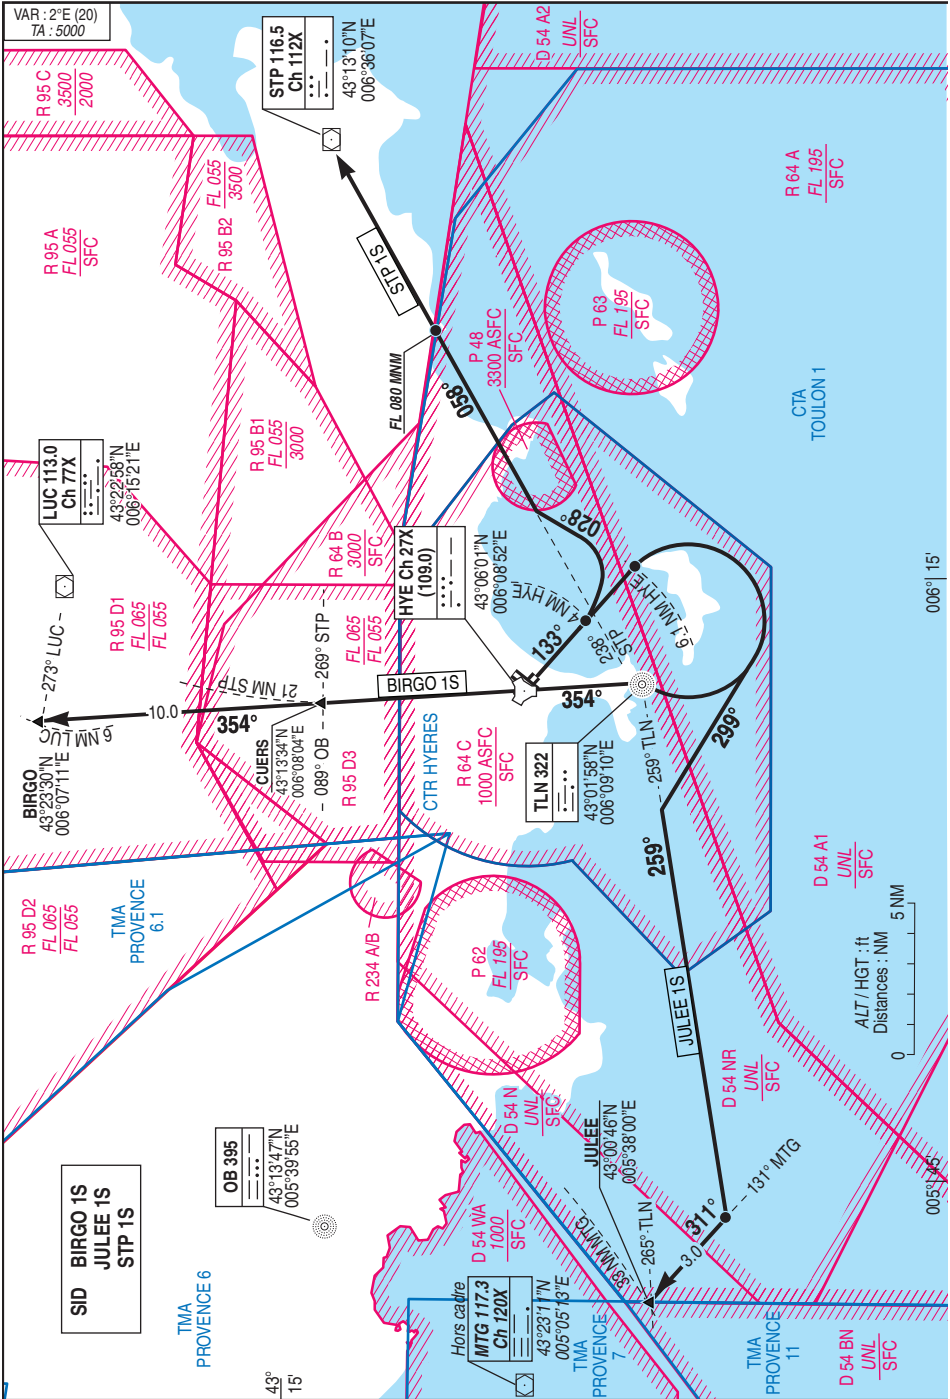 VAR : 2°E (20)
TA : 5000
SID BIRGO 1S
JULEE 1S
STP 1S
R 95 C
3500
2000
STP 116.5
Ch 112X
43°13'10"N
006°36'07"E
D 54 A2
UNL
SFC
R 95 A
FL 055
SFC
FL 055
3500
R 95 B2
STP 1S
R 64 A
FL 195
SFC
P 63
FL 195
SFC
P 48
3300 ASFC
SFC
FL 080 MNM
058°
CTA
TOULON 1
LUC 113.0
Ch 77X
43°22'58"N
006°15'21"E
R 95 B1
FL 055
3000
R 64 B
3000
SFC
HYE Ch 27X
(109.0)
43°06'01"N
006°08'52"E
028°
4 NM HYE
6.1 NM HYE
133°
238°
STP
006° 15'
R 95 D1
FL 065
FL 055
273° LUC
6 NM LUC
10.0
354°
21 NM STP
269° STP
FL 065
FL 055
BIRGO 1S
354°
BIRGO
43°23'30"N
006°07'11"E
CUERS
43°13'34"N
006°08'04"E
089° OB
R 95 D3
CTR HYERES
R 64 C
1000 ASFC
SFC
TLN 322
43°01'58"N
006°09'10"E
259° TLN
299°
259°
R 95 D2
FL 065
FL 055
TMA
PROVENCE
6.1
R 234 A/B
P 62
FL 195
SFC
D 54 A1
UNL
SFC
JULEE 1S
ALT / HGT : ft
Distances : NM
0
5 NM
D 54 NR
UNL
SFC
D 54 N
UNL
SFC
OB 395
43°13'47"N
005°39'55"E
JULEE
43°00'46"N
005°38'00"E
131° MTG
311°
3.0
265° TLN
33 NM MTG
D 54 WA
1000
SFC
005° 45'
TMA
PROVENCE 6
Hors cadre
MTG 117.3
Ch 120X
43°23'11"N
005°05'13"E
TMA
PROVENCE
7
TMA
PROVENCE
11
D 54 BN
UNL
SFC
43°
15'